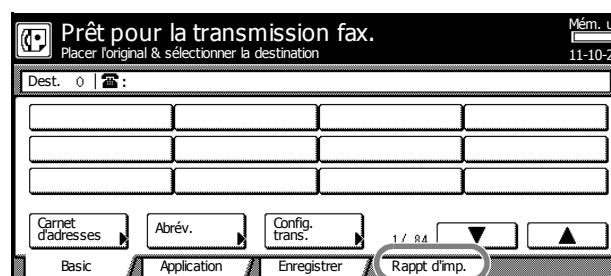 Prêt pour la transmission fax.
Placer l'original & sélectionner la destination
Mém. u
11-10-2
Dest. 0 ☎:
Carnet d'adresses
Abrév.
Config. trans.
1/ 84
Basic
Application
Enregistrer
Rappt d'imp.